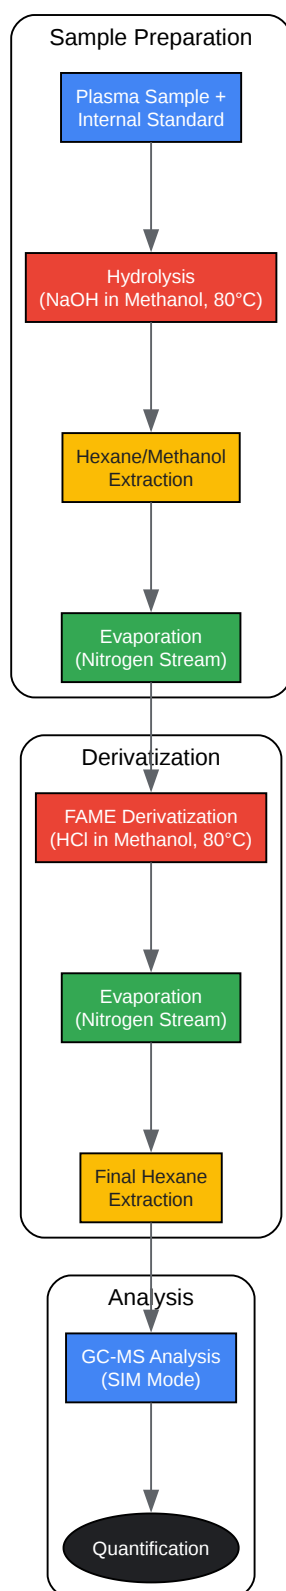 Sample Preparation
Plasma Sample +
Internal Standard
Hydrolysis
(NaOH in Methanol, 80°C)
Hexane/Methanol
Extraction
Evaporation
(Nitrogen Stream)
Derivatization
FAME Derivatization
(HCl in Methanol, 80°C)
Evaporation
(Nitrogen Stream)
Final Hexane
Extraction
Analysis
GC-MS Analysis
(SIM Mode)
Quantification